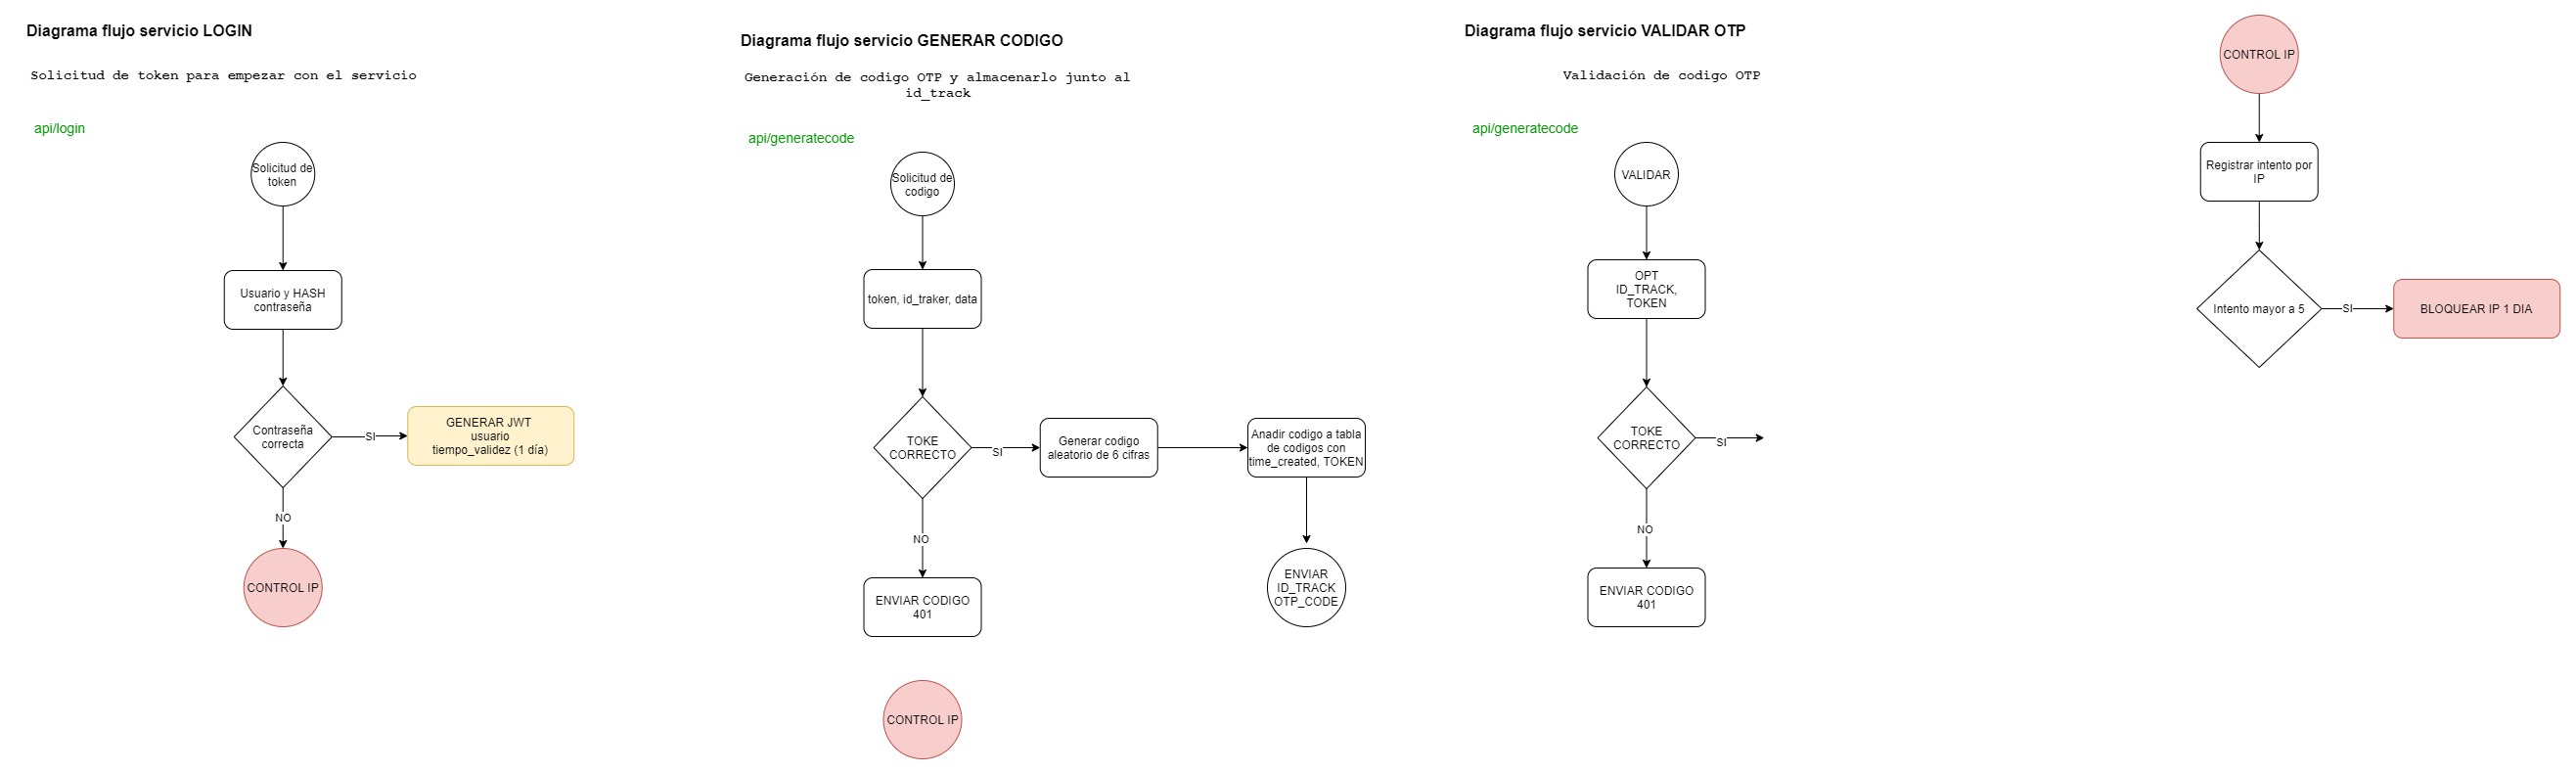 Diagrama flujo servicio LOGIN
Solicitud de token para empezar con el servicio
api/login
Solicitud de
token
Usuario y HASH
contraseña
Contraseña
correcta
SI
GENERAR JWT
usuario
tiempo_validez (1 día)
NO
CONTROL IP
Diagrama flujo servicio GENERAR CODIGO
Generación de codigo OTP y almacenarlo junto al
id_track
api/generatecode
Solicitud de
codigo
token, id_traker, data
TOKE
CORRECTO
SI
Generar codigo
aleatorio de 6 cifras
Anadir codigo a tabla
de codigos con
time_created, TOKEN
ENVIAR
ID_TRACK
OTP_CODE
NO
ENVIAR CODIGO
401
CONTROL IP
Diagrama flujo servicio VALIDAR OTP
Validación de codigo OTP
api/generatecode
VALIDAR
OPT
ID_TRACK,
TOKEN
TOKE
CORRECTO
SI
NO
ENVIAR CODIGO
401
CONTROL IP
Registrar intento por
IP
Intento mayor a 5
SI
BLOQUEAR IP 1 DIA